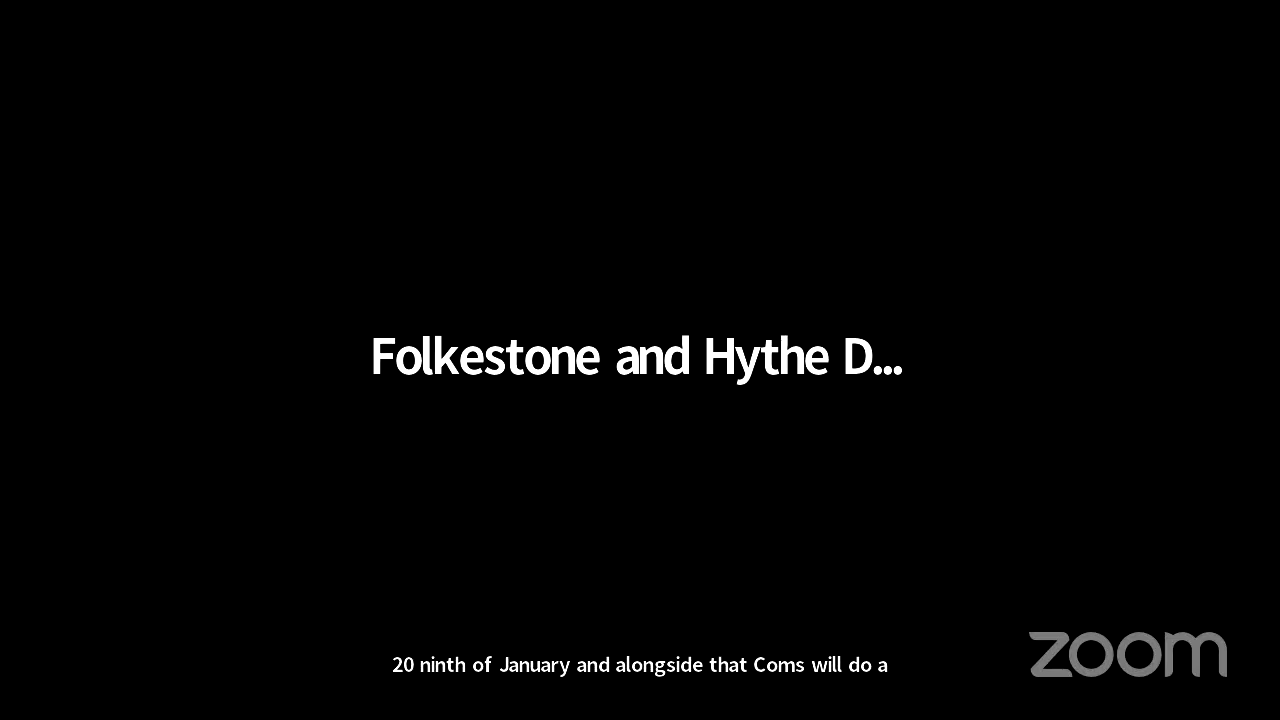 Folkestone and Hythe D...
20 ninth of January and alongside that Coms will do a
zoom